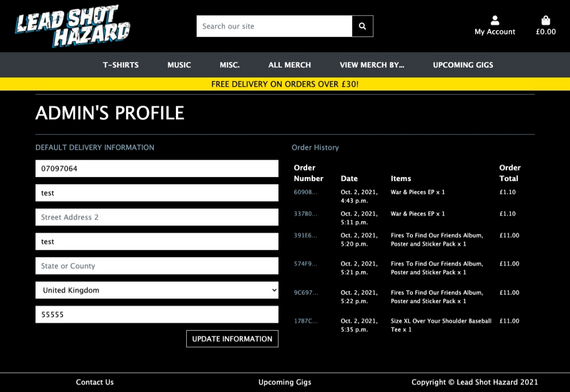 LEAD SHOT
HAZARD
Search our site
My Account
£0.00
T-SHIRTS MUSIC MISC. ALL MERCH VIEW MERCH BY... UPCOMING GIGS
FREE DELIVERY ON ORDERS OVER £30!
ADMIN'S PROFILE
DEFAULT DELIVERY INFORMATION
07097064
test
Street Address 2
test
State or County
United Kingdom
55555
UPDATE INFORMATION
Order History
Order Number Date Items Order Total
60908... Oct. 2, 2021, 4:43 p.m. War & Pieces EP x 1 £1.10
33780... Oct. 2, 2021, 5:11 p.m. War & Pieces EP x 1 £1.10
391E6... Oct. 2, 2021, 5:20 p.m. Fires To Find Our Friends Album, Poster and Sticker Pack x 1 £11.00
574F9... Oct. 2, 2021, 5:21 p.m. Fires To Find Our Friends Album, Poster and Sticker Pack x 1 £11.00
9C697... Oct. 2, 2021, 5:22 p.m. Fires To Find Our Friends Album, Poster and Sticker Pack x 1 £11.00
17B7C... Oct. 2, 2021, 5:35 p.m. Size XL Over Your Shoulder Baseball Tee x 1 £11.00
Contact Us Upcoming Gigs Copyright © Lead Shot Hazard 2021